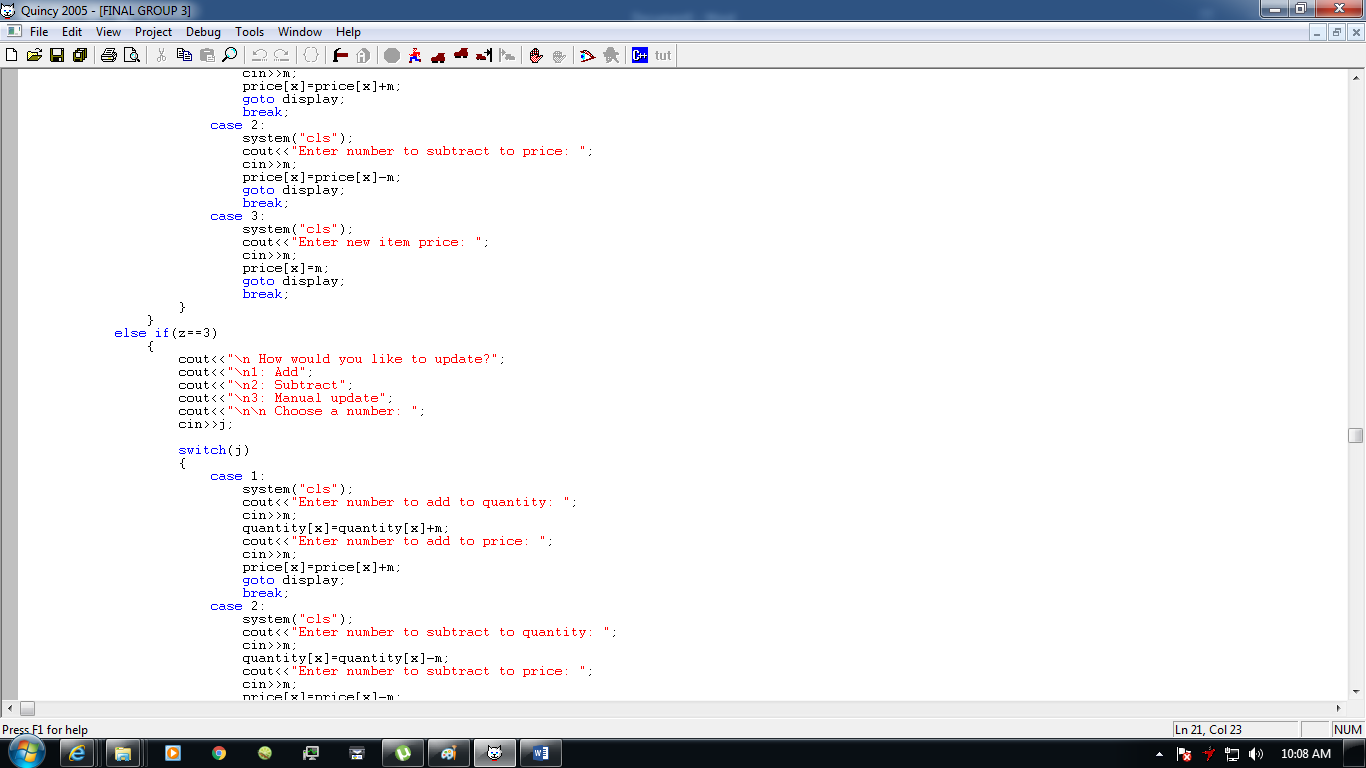 Quincy 2005 - [FINAL GROUP 3]
File Edit View Project Debug Tools Window Help
C++ tut
cin>>m;
price[x]=price[x]+m;
goto display;
break;
case 2:
system("cls");
cout<<"Enter number to subtract to price: ";
cin>>m;
price[x]=price[x]-m;
goto display;
break;
case 3:
system("cls");
cout<<"Enter new item price: ";
cin>>m;
price[x]=m;
goto display;
break;
}
}
else if(z==3)
{
cout<<"\n How would you like to update?";
cout<<"\n1: Add";
cout<<"\n2: Subtract";
cout<<"\n3: Manual update";
cout<<"\n\n Choose a number: ";
cin>>j;
switch(j)
{
case 1:
system("cls");
cout<<"Enter number to add to quantity: ";
cin>>m;
quantity[x]=quantity[x]+m;
cout<<"Enter number to add to price: ";
cin>>m;
price[x]=price[x]+m;
goto display;
break;
case 2:
system("cls");
cout<<"Enter number to subtract to quantity: ";
cin>>m;
quantity[x]=quantity[x]-m;
cout<<"Enter number to subtract to price: ";
cin>>m;
price[x]=price[x]-m;
Press F1 for help
Ln 21, Col 23
NUM
10:08 AM